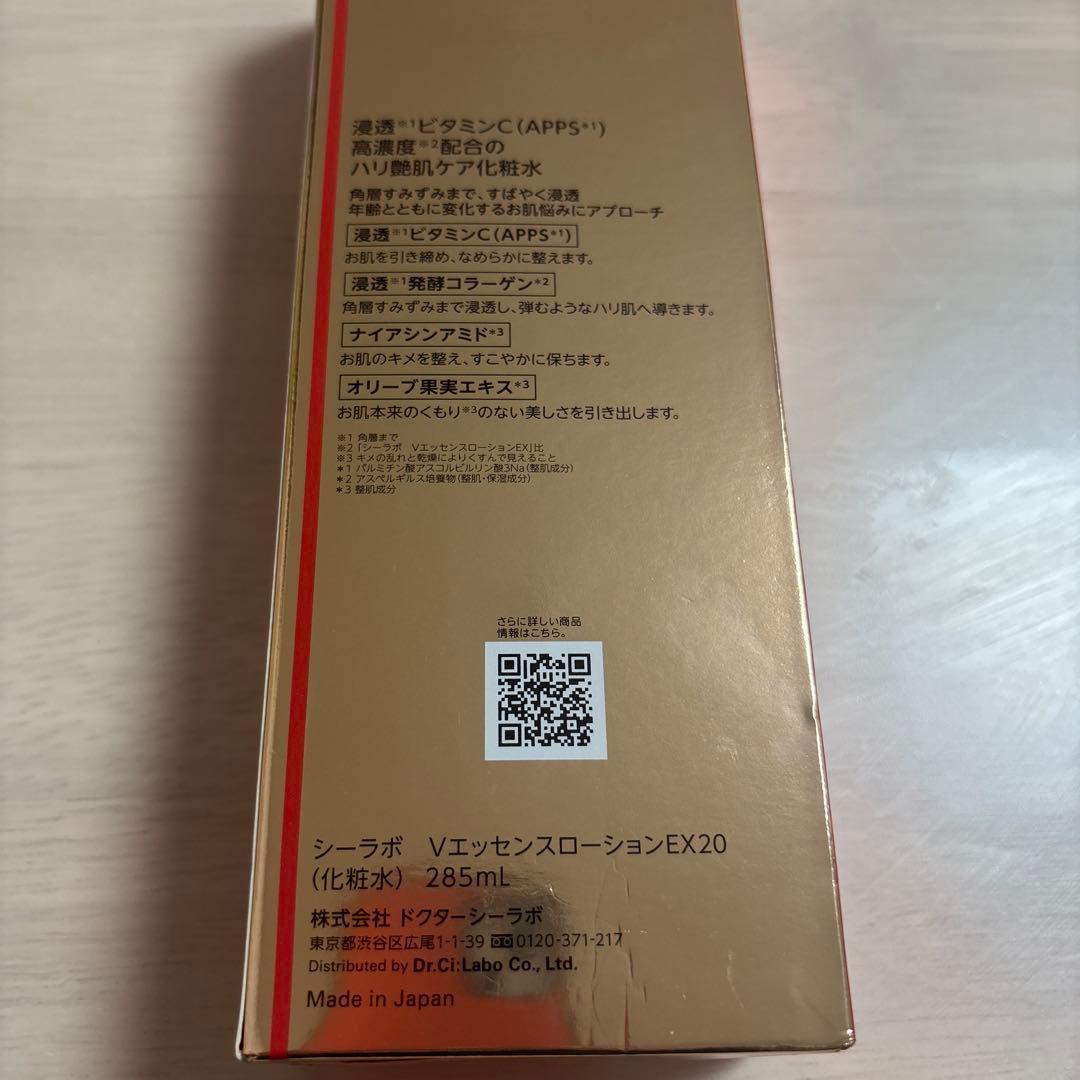 浸透※1ビタミンC(APPS*1)
高濃度※2配合の
ハリ艶肌ケア化粧水
角層すみずみまで、すばやく浸透
年齢とともに変化するお肌悩みにアプローチ
浸透※1ビタミンC(APPS*1)
お肌を引き締め、なめらかに整えます。
浸透※1発酵コラーゲン*2
角層すみずみまで浸透し、弾むようなハリ肌へ導きます。
ナイアシンアミド*3
お肌のキメを整え、すこやかに保ちます。
オリーブ果実エキス*3
お肌本来のくもり※3のない美しさを引き出します。
※1 角層まで
※2「シーラボ　VエッセンスローションEX」比
※3 キメの乱れと乾燥によりくすんで見えること
*1 パルミチン酸アスコルビルリン酸3Na(整肌成分)
*2 アスペルギルス培養物(整肌・保湿成分)
*3 整肌成分
さらに詳しい商品
情報はこちら。
シーラボ　VエッセンスローションEX20
(化粧水)　285mL
株式会社 ドクターシーラボ
東京都渋谷区広尾1-1-39 0120-371-217
Distributed by Dr.Ci:Labo Co., Ltd.
Made in Japan